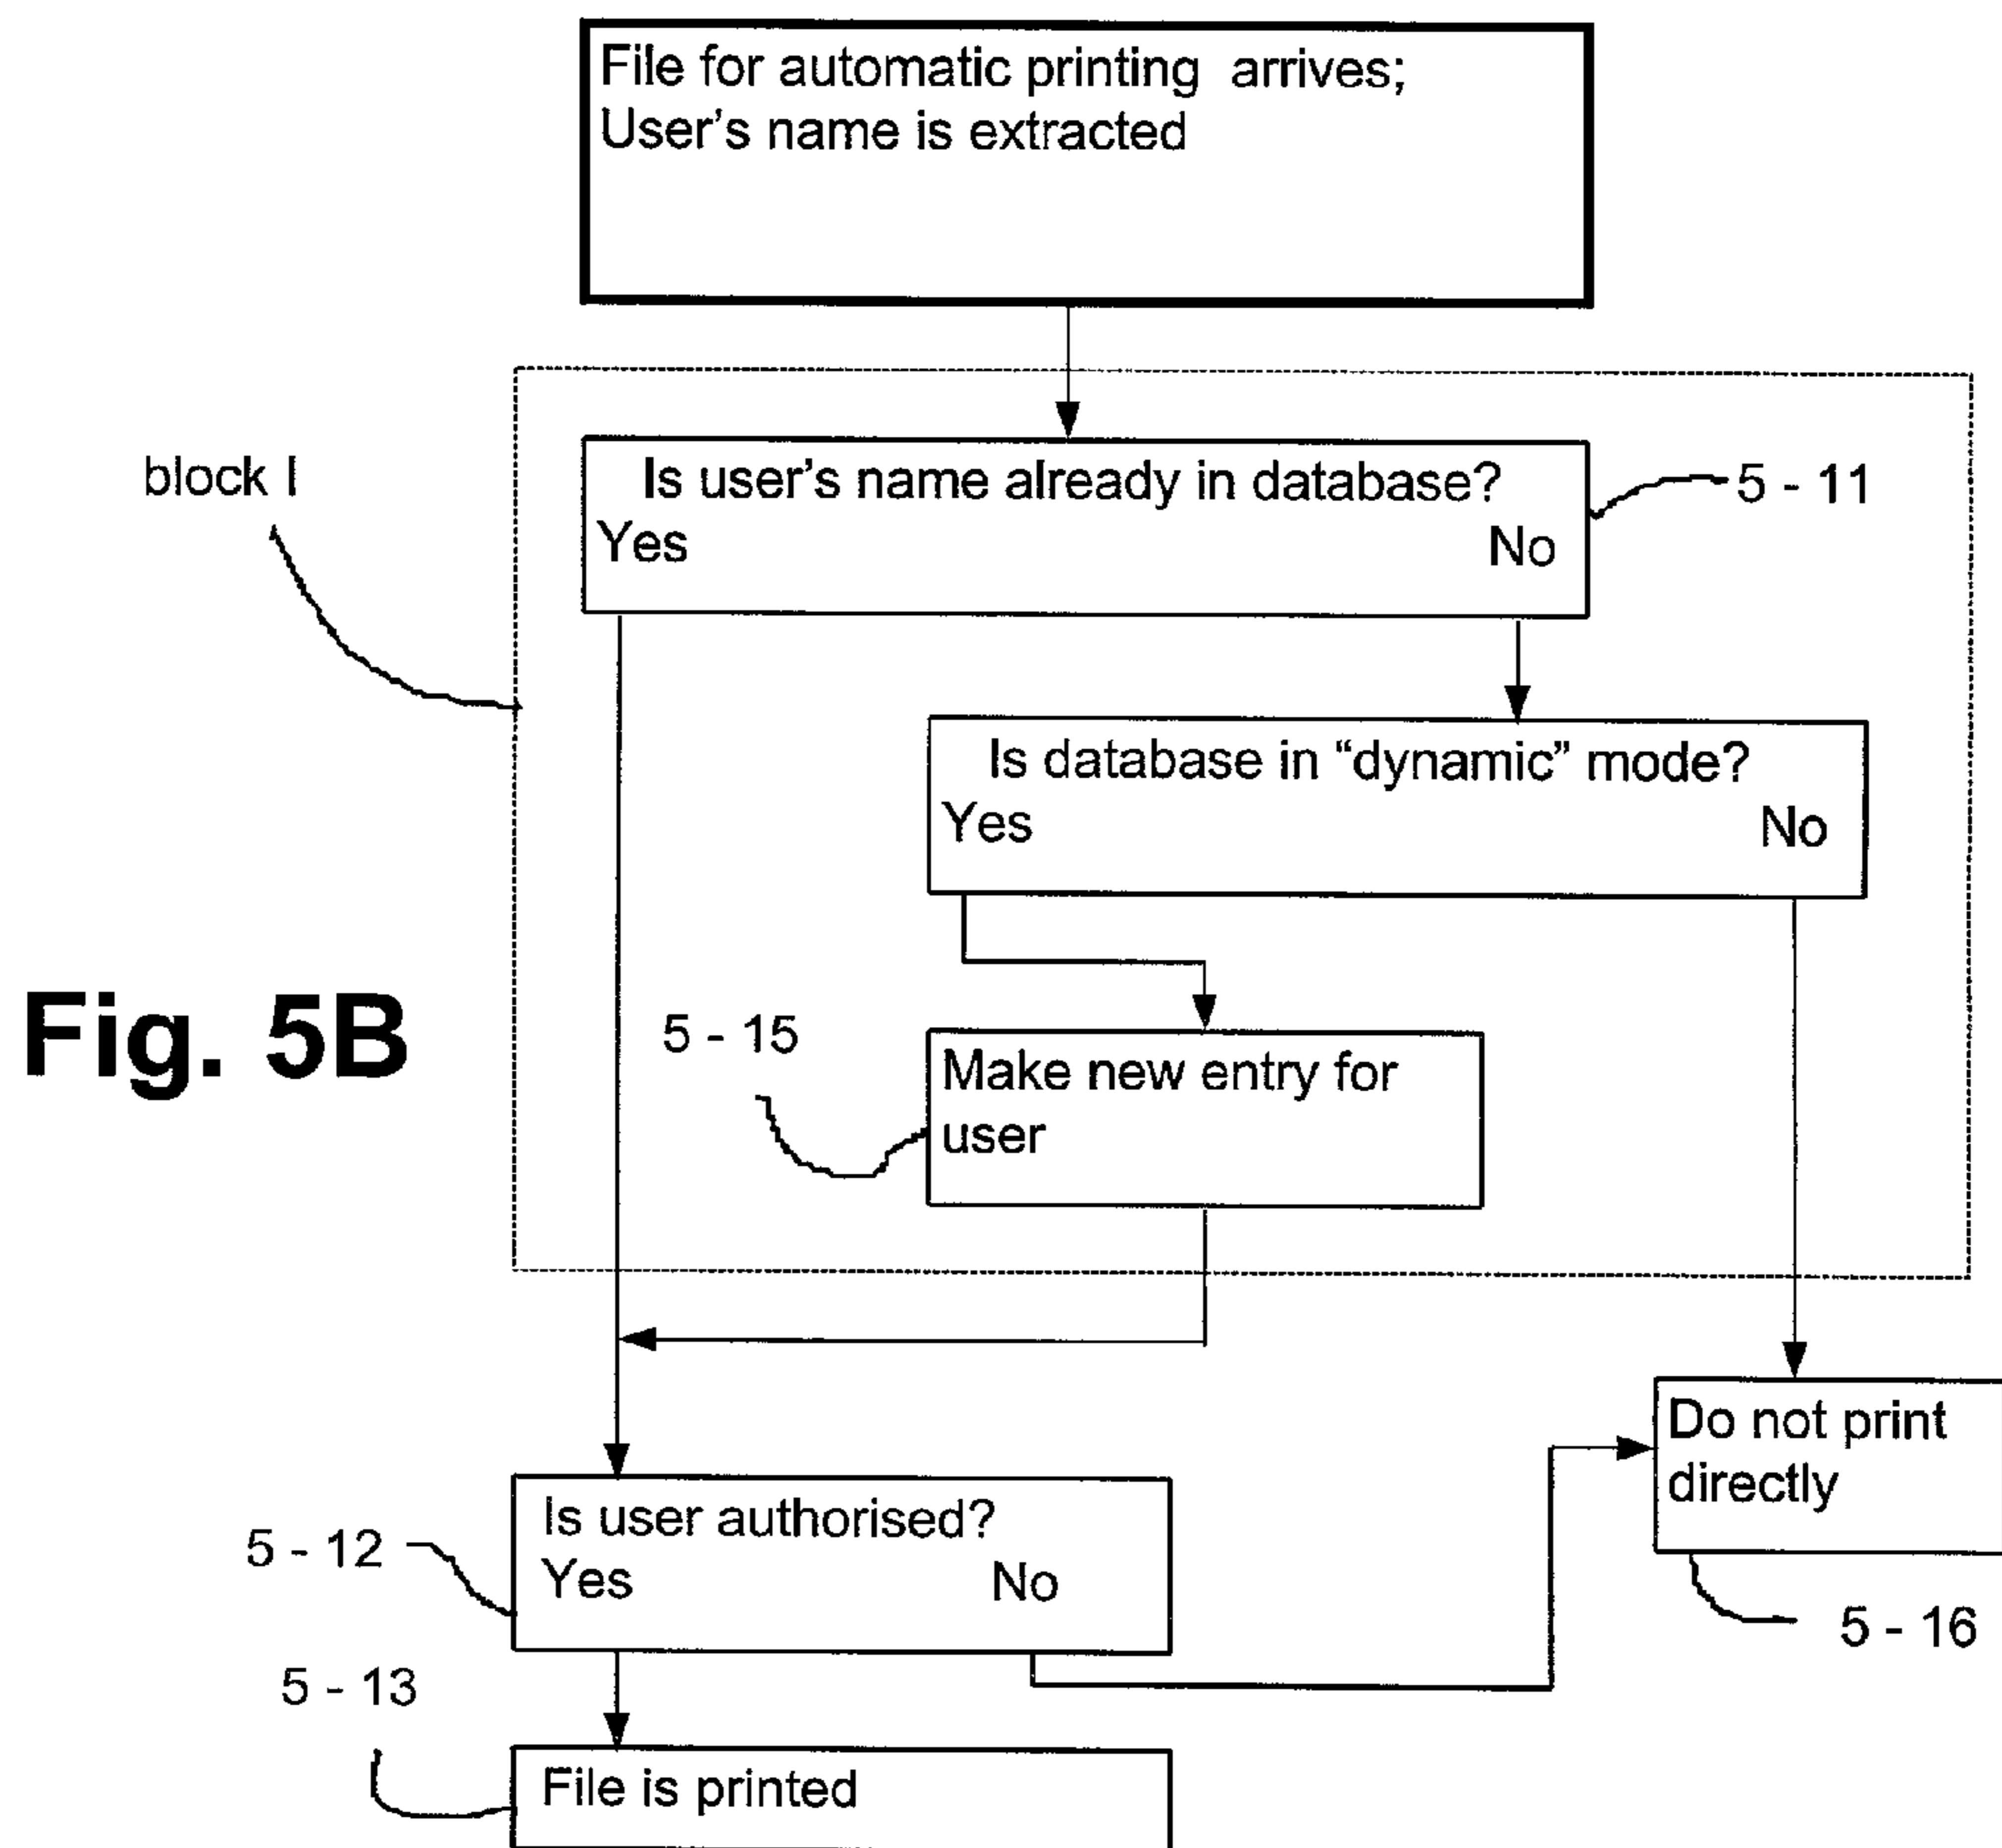 File for automatic printing arrives;
User's name is extracted
block I
Is user's name already in database?
Yes No
5 - 11
Is database in “dynamic” mode?
Yes No
Fig. 5B
5 - 15
Make new entry for
user
Do not print
directly
5 - 16
5 - 12
Is user authorised?
Yes No
5 - 13
File is printed